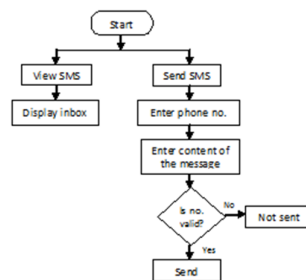 Start
View SMS
Send SMS
Display inbox
Enter phone no.
Enter content of
the message
Is no.
valid?
No
Not sent
Yes
Send